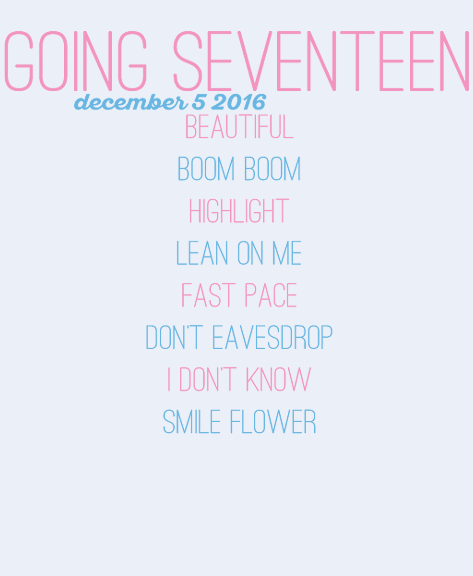 GOING SEVENTEEN
december 5 2016
BEAUTIFUL
BOOM BOOM
HIGHLIGHT
LEAN ON ME
FAST PACE
DON'T EAVESDROP
I DON'T KNOW
SMILE FLOWER